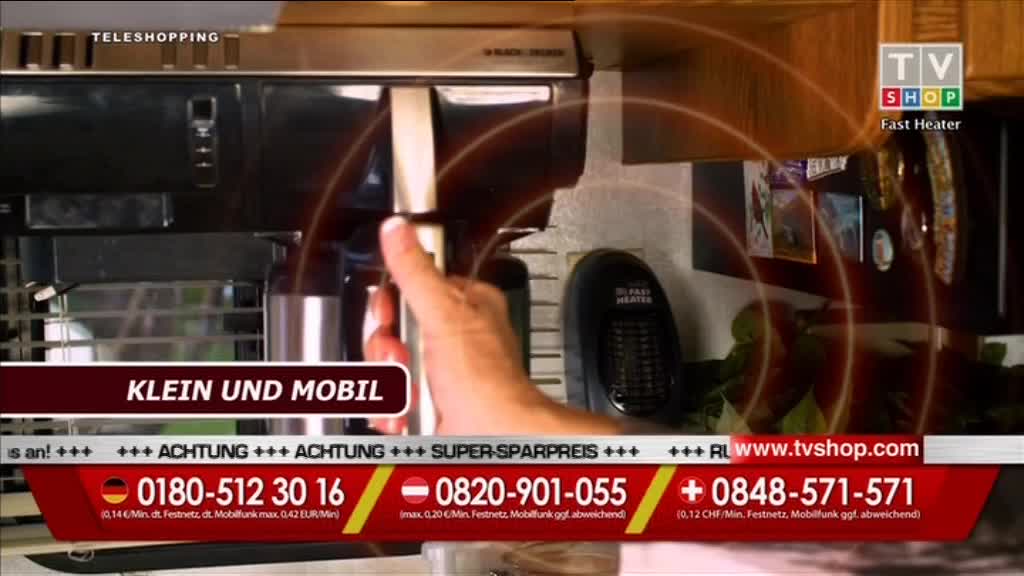 TELESHOPPING
BLACK+DECKER
TV
SHOP
Fast Heater
FAST
HEATER
KLEIN UND MOBIL
s an! +++ +++ ACHTUNG +++ ACHTUNG +++ SUPER-SPARPREIS +++ +++ RU
www.tvshop.com
0180-512 30 16 0820-901-055 0848-571-571
(0,14 €/Min. dt. Festnetz, dt. Mobilfunk max. 0,42 EUR/Min) (max. 0,20 €/Min. Festnetz, Mobilfunk ggf. abweichend) (0,12 CHF/Min. Festnetz, Mobilfunk ggf. abweichend)